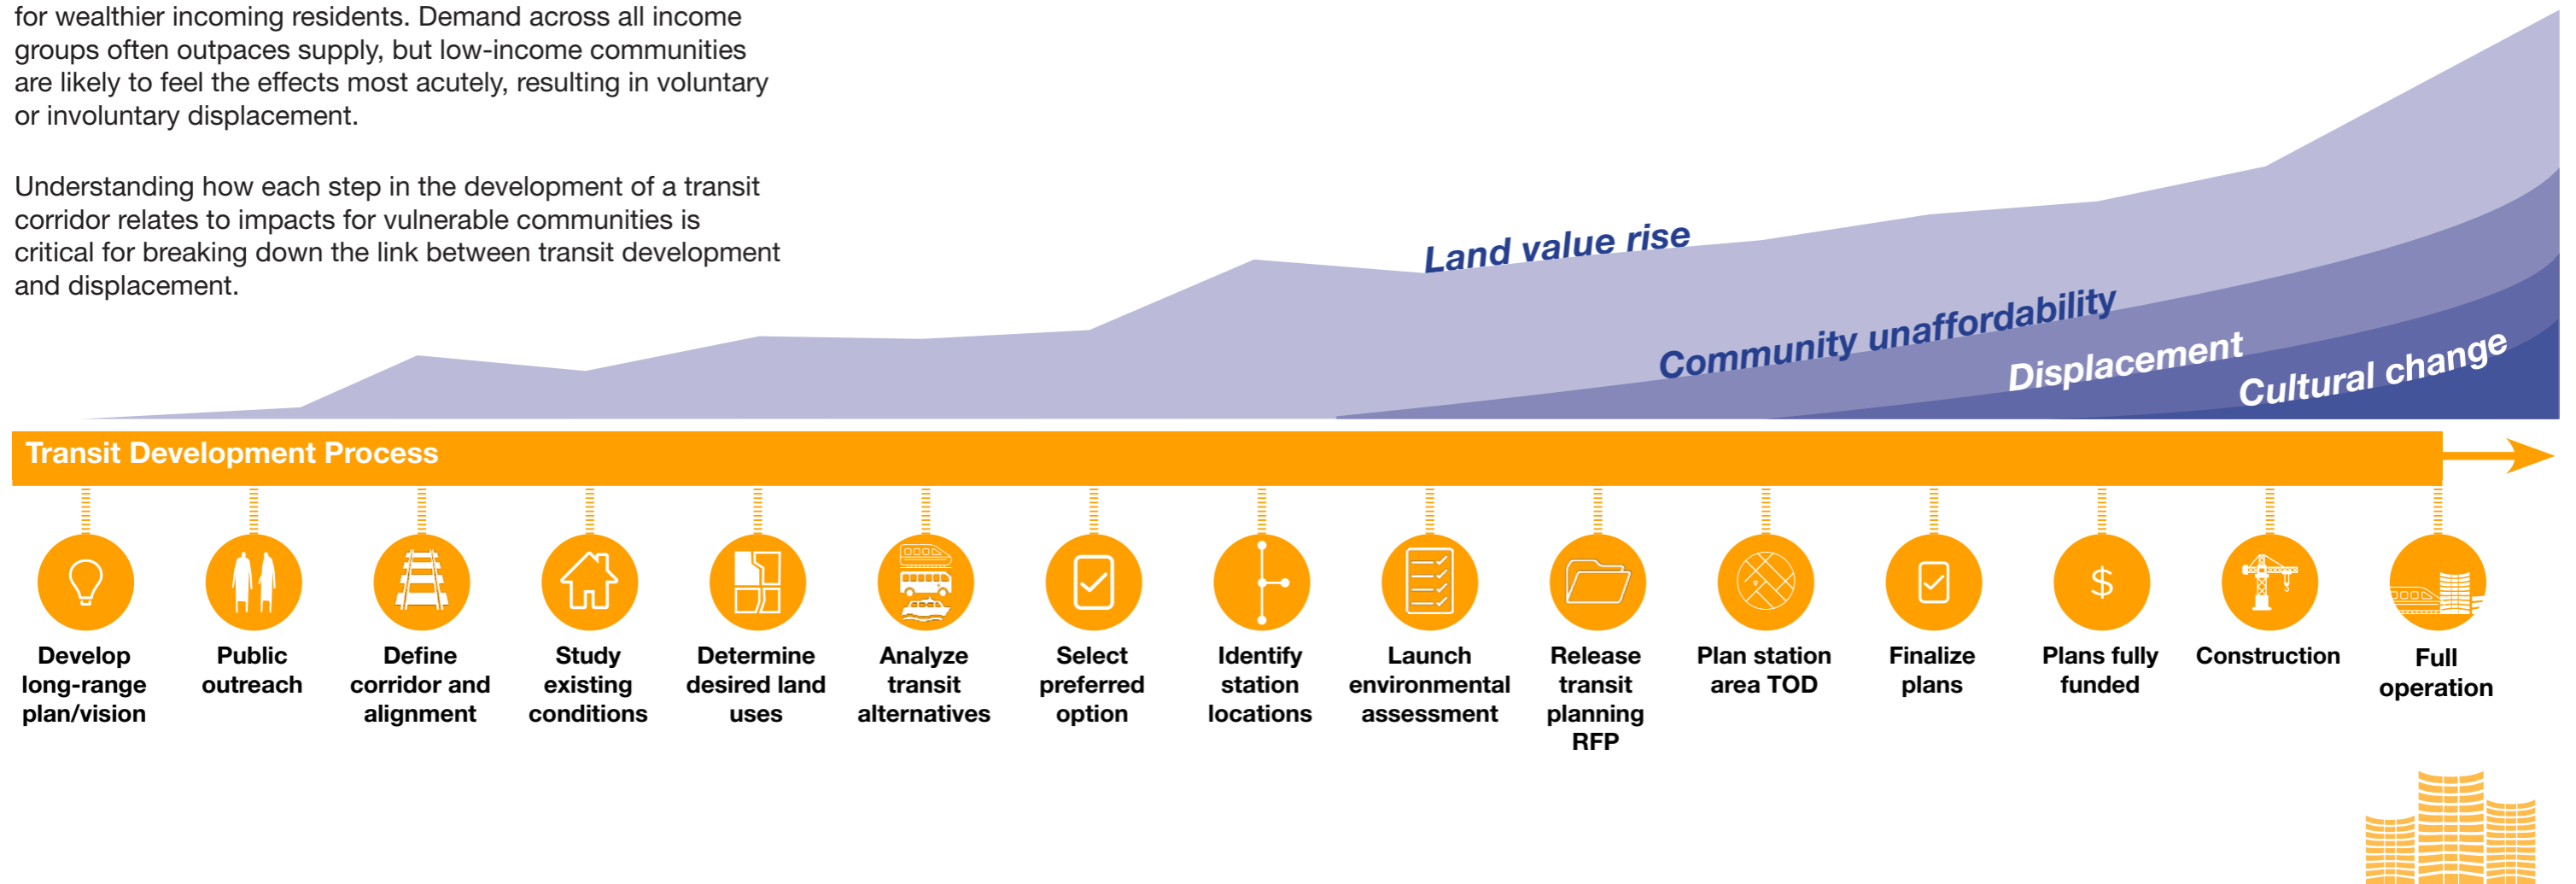 for wealthier incoming residents. Demand across all income
groups often outpaces supply, but low-income communities
are likely to feel the effects most acutely, resulting in voluntary
or involuntary displacement.
Understanding how each step in the development of a transit
corridor relates to impacts for vulnerable communities is
critical for breaking down the link between transit development
and displacement.
Land value rise
Community unaffordability
Displacement
Cultural change
Transit Development Process
$
Develop
long-range
plan/vision
Public
outreach
Define
corridor and
alignment
Study
existing
conditions
Determine
desired land
uses
Analyze
transit
alternatives
Select
preferred
option
Identify
station
locations
Launch
environmental
assessment
Release
transit
planning
RFP
Plan station
area TOD
Finalize
plans
Plans fully
funded
Construction
Full
operation